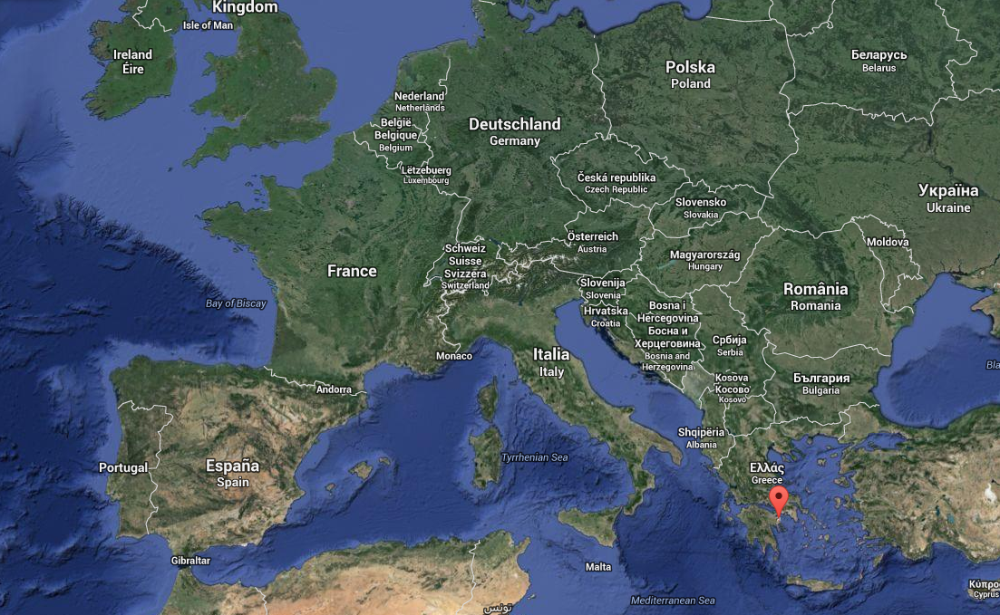 Kingdom
Isle of Man
Ireland
Éire
Беларусь
Belarus
Polska
Poland
Nederland
Netherlands
Deutschland
Germany
België
Belgique
Belgium
Lëtzebuerg
Luxembourg
Česká republika
Czech Republic
Slovensko
Slovakia
Україна
Ukraine
Österreich
Austria
Schweiz
Suisse
Svizzera
Switzerland
Magyarország
Hungary
Moldova
France
Slovenija
Slovenia
România
Romania
Bay of Biscay
Hrvatska
Croatia
Bosna i
Hercegovina
Босна и
Херцеговина
Bosnia and
Herzegovina
Србија
Serbia
Monaco
Italia
Italy
Kosova
Косово
Kosovo
България
Bulgaria
Andorra
Shqipëria
Albania
Tyrrhenian Sea
Portugal
España
Spain
Ελλάς
Greece
Gibraltar
Malta
Mediterranean Sea
Κύπρο
Cyprus
تونس